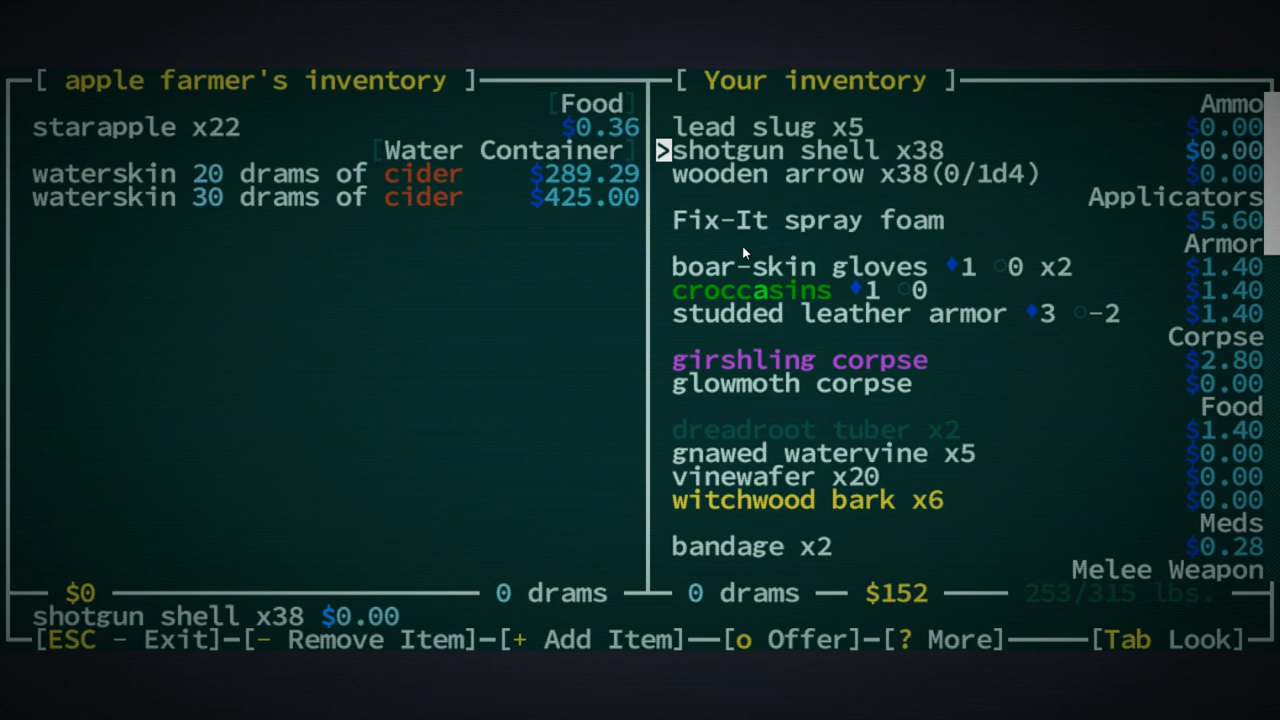 [ apple farmer's inventory ]
[Food]
starapple x22 $0.36
[Water Container]
waterskin 20 drams of cider $289.29
waterskin 30 drams of cider $425.00
[ Your inventory ]
Ammo
lead slug x5 $0.00
>shotgun shell x38 $0.00
wooden arrow x38(0/1d4) $0.00
Applicators
Fix-It spray foam $5.60
Armor
boar-skin gloves ♦1 ○0 x2 $1.40
croccasins ♦1 ○0 $1.40
studded leather armor ♦3 ○-2 $1.40
Corpse
girshling corpse $2.80
glowmoth corpse $0.00
Food
dreadroot tuber x2 $1.40
gnawed watervine x5 $0.00
vinewafer x20 $0.00
witchwood bark x6 $0.00
Meds
bandage x2 $0.28
Melee Weapon
$0 0 drams 0 drams $152 253/315 lbs.
shotgun shell x38 $0.00
[ESC - Exit] [- Remove Item] [+ Add Item] [o Offer] [? More] [Tab Look]